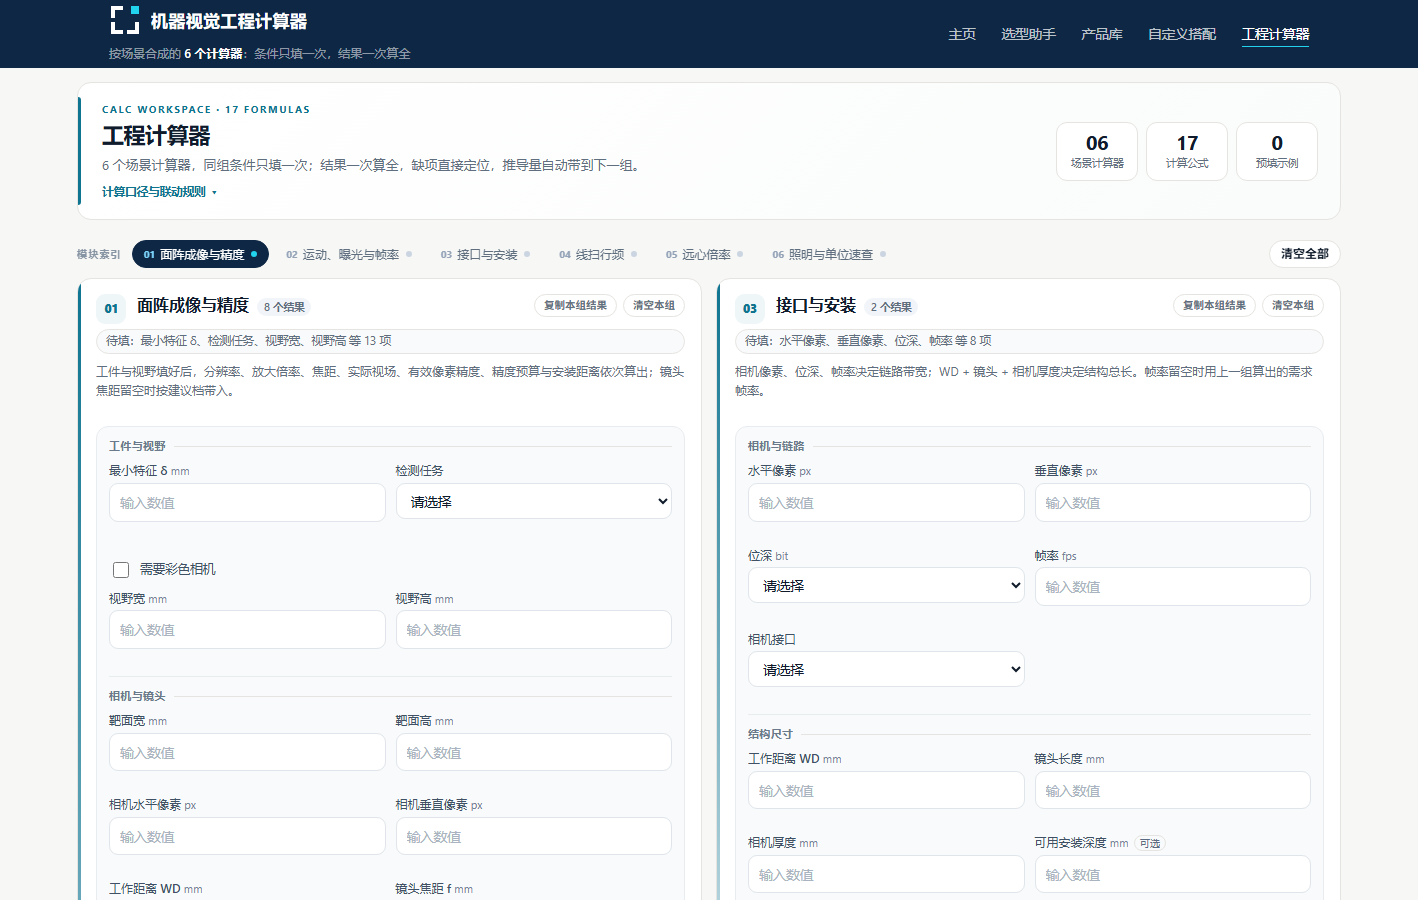 机器视觉工程计算器
按场景合成的 6 个计算器：条件只填一次，结果一次算全
主页
选型助手
产品库
自定义搭配
工程计算器
CALC WORKSPACE · 17 FORMULAS
工程计算器
6 个场景计算器，同组条件只填一次；结果一次算全，缺项直接定位，推导量自动带到下一组。
计算口径与联动规则
06
场景计算器
17
计算公式
0
预填示例
模块索引
01 面阵成像与精度
02 运动、曝光与帧率
03 接口与安装
04 线扫行频
05 远心倍率
06 照明与单位速查
清空全部
01 面阵成像与精度 8 个结果
复制本组结果
清空本组
待填：最小特征 δ、检测任务、视野宽、视野高 等 13 项
工件与视野填好后，分辨率、放大倍率、焦距、实际视场、有效像素精度、精度预算与安装距离依次算出；镜头
焦距留空时按建议档带入。
工件与视野
最小特征 δ mm
检测任务
输入数值
请选择
需要彩色相机
视野宽 mm
视野高 mm
输入数值
输入数值
相机与镜头
靶面宽 mm
靶面高 mm
输入数值
输入数值
相机水平像素 px
相机垂直像素 px
输入数值
输入数值
工作距离 WD mm
镜头焦距 f mm
03 接口与安装 2 个结果
复制本组结果
清空本组
待填：水平像素、垂直像素、位深、帧率 等 8 项
相机像素、位深、帧率决定链路带宽；WD + 镜头 + 相机厚度决定结构总长。帧率留空时用上一组算出的需求
帧率。
相机与链路
水平像素 px
垂直像素 px
输入数值
输入数值
位深 bit
帧率 fps
请选择
输入数值
相机接口
请选择
结构尺寸
工作距离 WD mm
镜头长度 mm
输入数值
输入数值
相机厚度 mm
可用安装深度 mm 可选
输入数值
输入数值